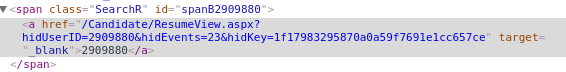 <span class="SearchR" id="spanB2909880">
<a href="/Candidate/ResumeView.aspx?
hidUserID=2909880&hidEvents=23&hidKey=1f17983295870a0a59f7691e1cc657ce" target=
"_blank">2909880</a>
</span>